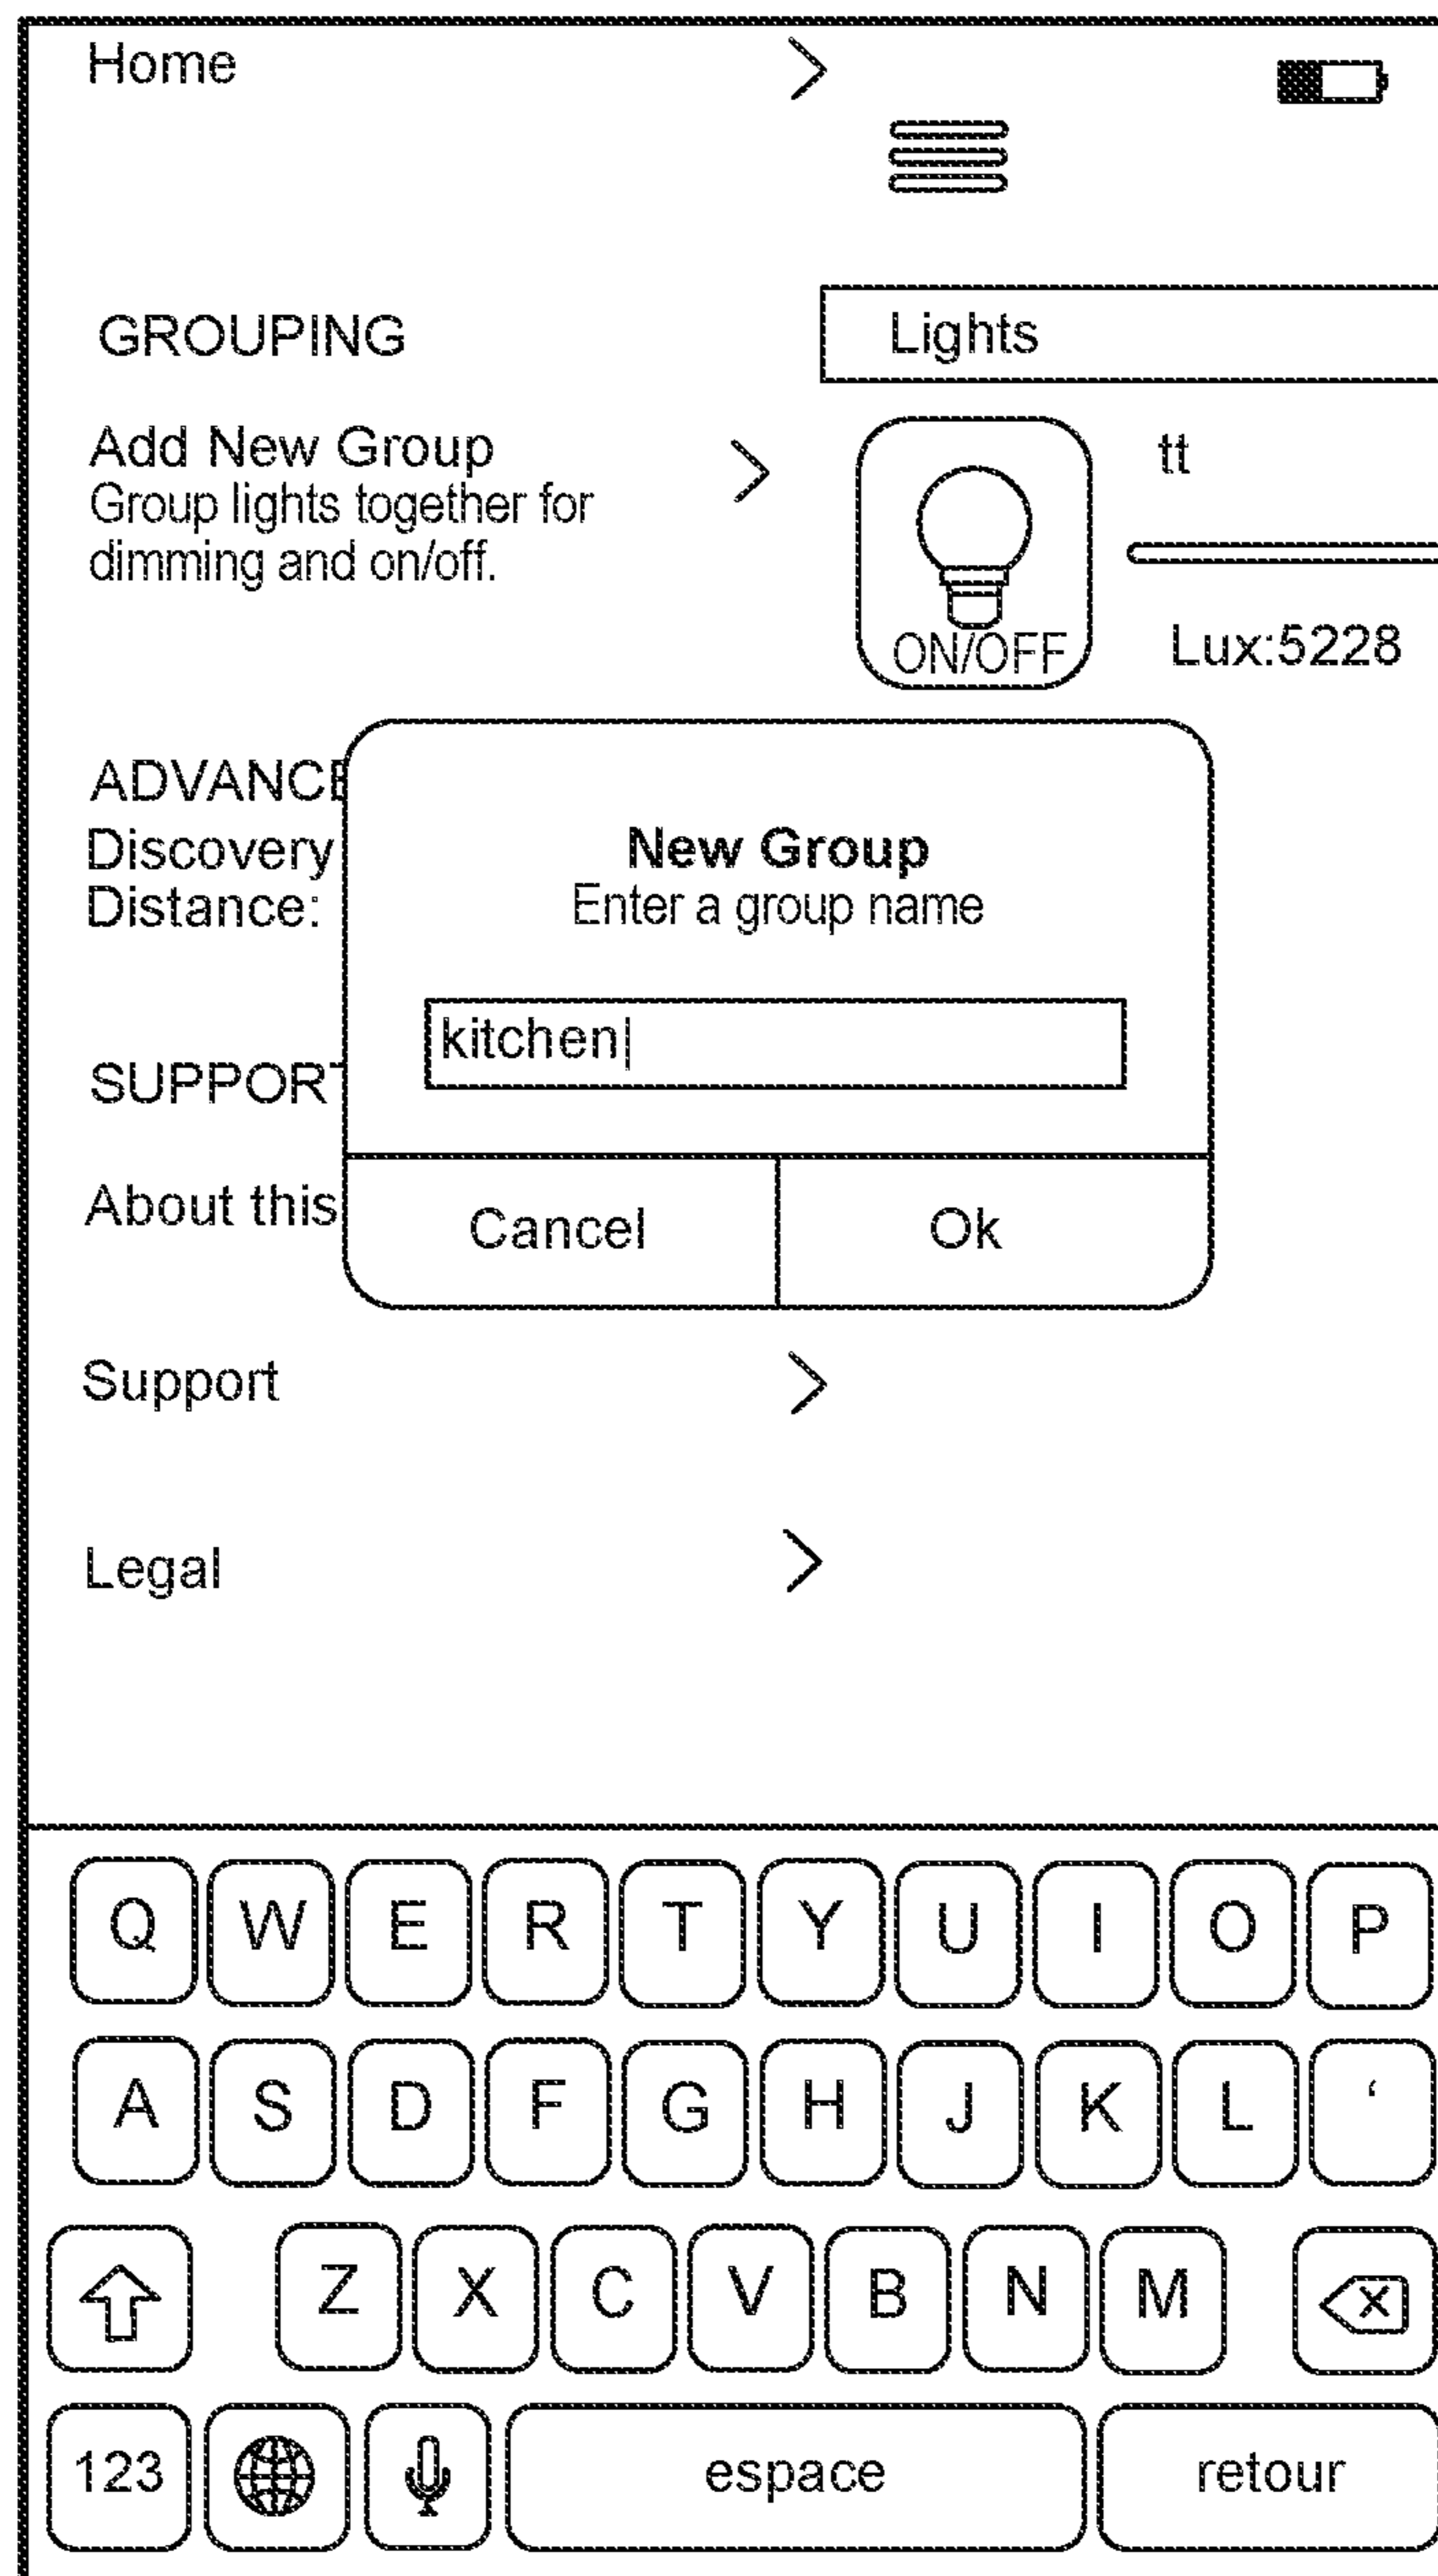 Home
GROUPING
Lights
Add New Group
Group lights together for
dimming and on/off.
ON/OFF
tt
Lux:5228
ADVANCE
Discovery
Distance:
SUPPORT
About this
New Group
Enter a group name
kitchen
Cancel
Ok
Support
Legal
Q W E R T Y U I O P
A S D F G H J K L ‘
Z X C V B N M
123 espace retour